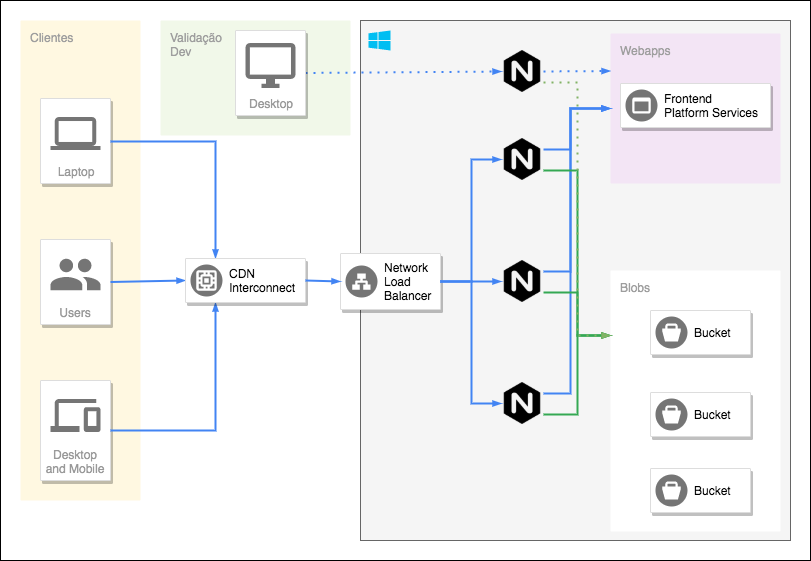 Clientes
Validação
Dev
Desktop
Laptop
Users
Desktop
and Mobile
CDN
Interconnect
Network
Load
Balancer
N
N
N
N
Webapps
Frontend
Platform Services
Blobs
Bucket
Bucket
Bucket